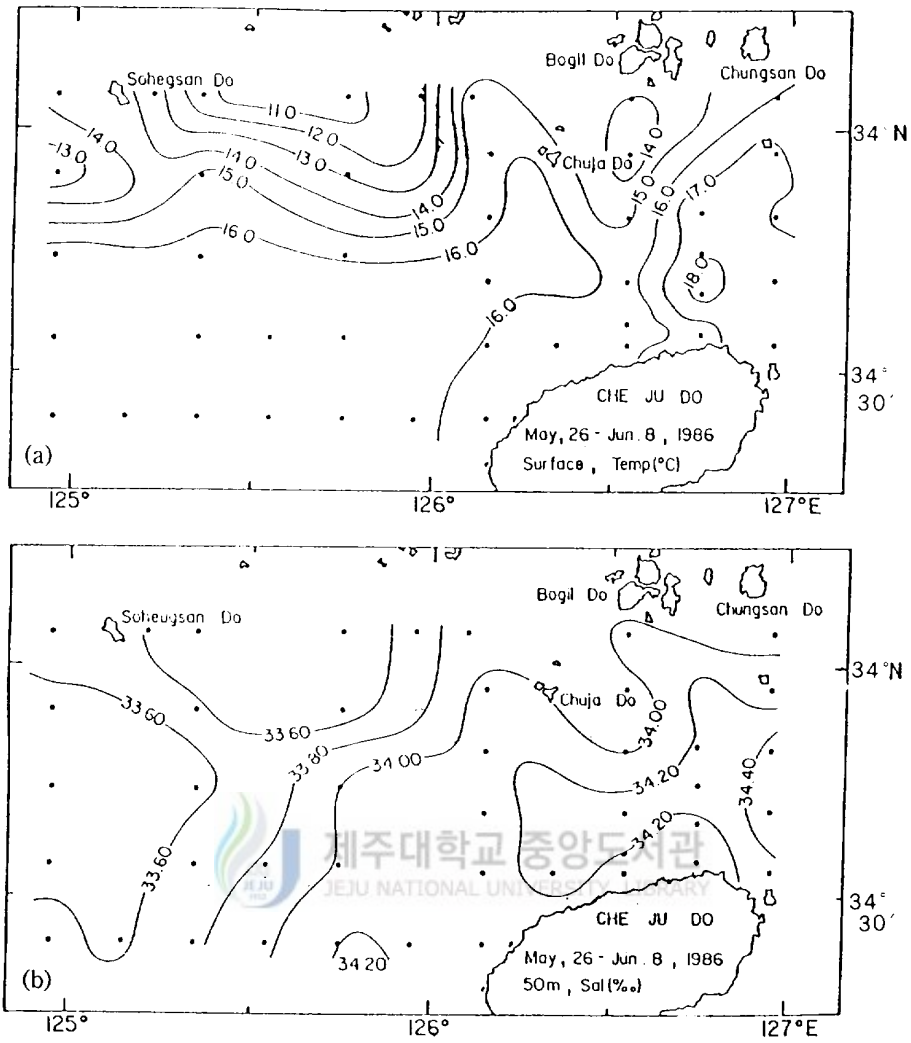 Bogil Do
Chungsan Do
Sohegsan Do
11.0
12.0
13.0
14.0
14.0
13.0
14.0
15.0
14.0
15.0
16.0
16.0
16.0
Chuja Do
14.0
15.0
16.0
17.0
18.0
34°N
34°
30'
CHE JU DO
May, 26 - Jun. 8, 1986
Surface, Temp(°C)
(a)
125°
126°
127°E
Bogil Do
Chungsan Do
Soheugsan Do
34°N
Chuja Do
33.60
33.60
33.80
34.00
34.00
34.20
34.40
34.20
33.60
34.20
제주대학교 중앙도서관
JEJU NATIONAL UNIVERSITY LIBRARY
JEJU
34°
30'
CHE JU DO
May, 26 - Jun. 8, 1986
50m, Sal(‰)
(b)
125°
126°
127°E